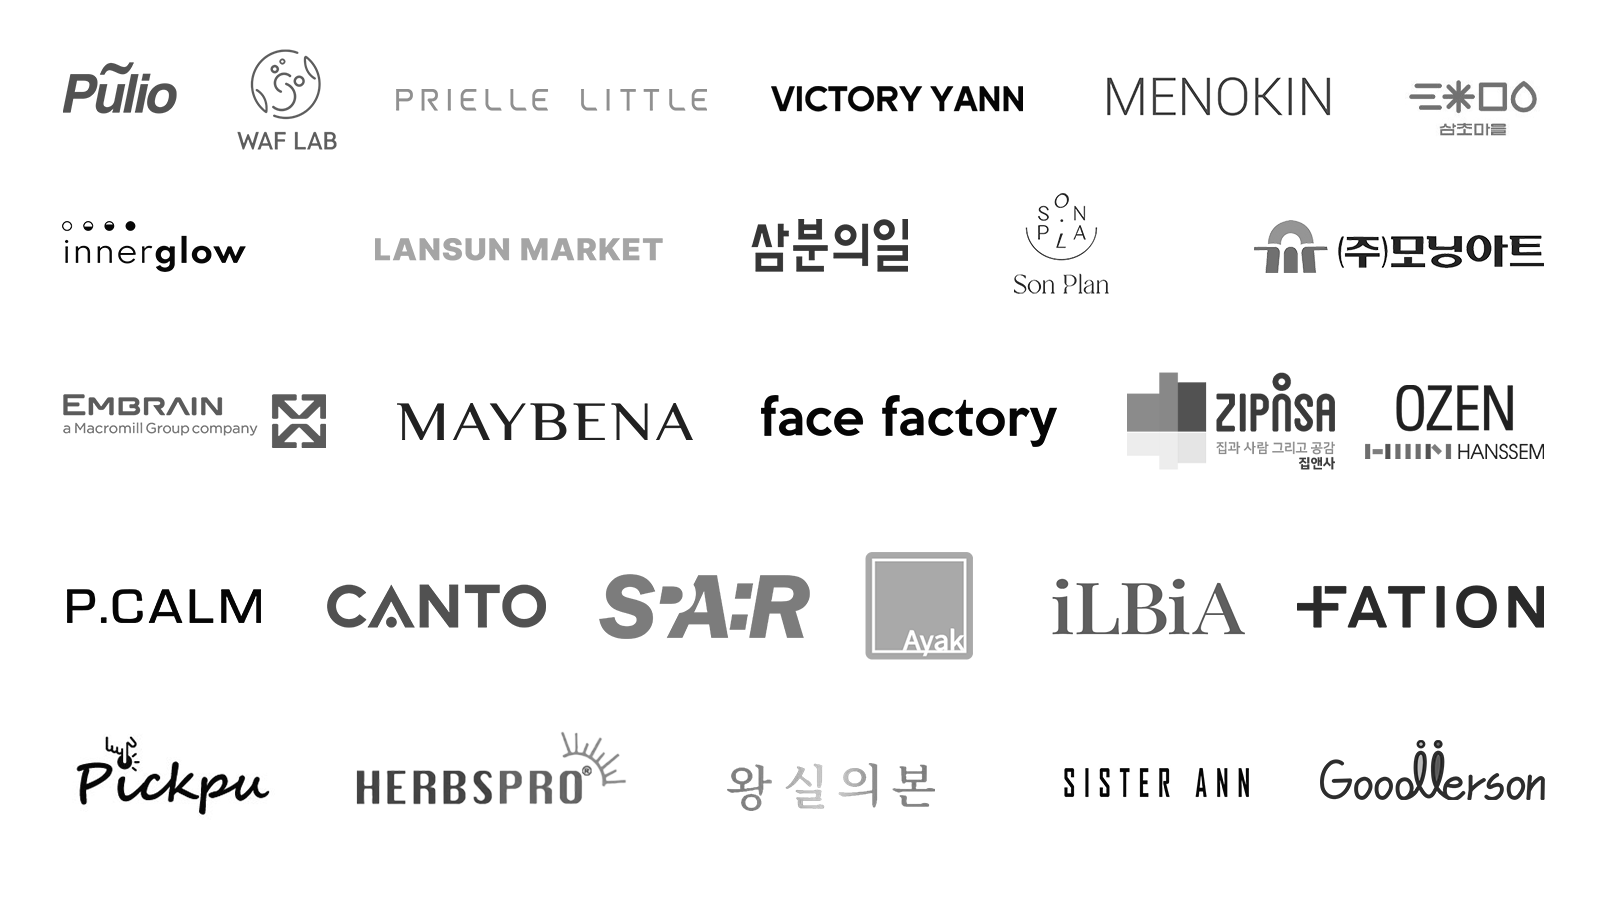 Pulio
WAF LAB
PRIELLE LITTLE
VICTORY YANN
MENOKIN
삼초마을
innerglow
LANSUN MARKET
삼분의일
SON
PLA
Son Plan
(주)모닝아트
EMBRAIN
a Macromill Group company
MAYBENA
face factory
ZIPNSA
집과 사람 그리고 공감
집앤사
OZEN
HANSSEM
P.CALM
CANTO
SPA:R
Ayak
iLBiA
FATION
Pickpu
HERBSPRO®
왕실의본
SISTER ANN
Gooodllerson